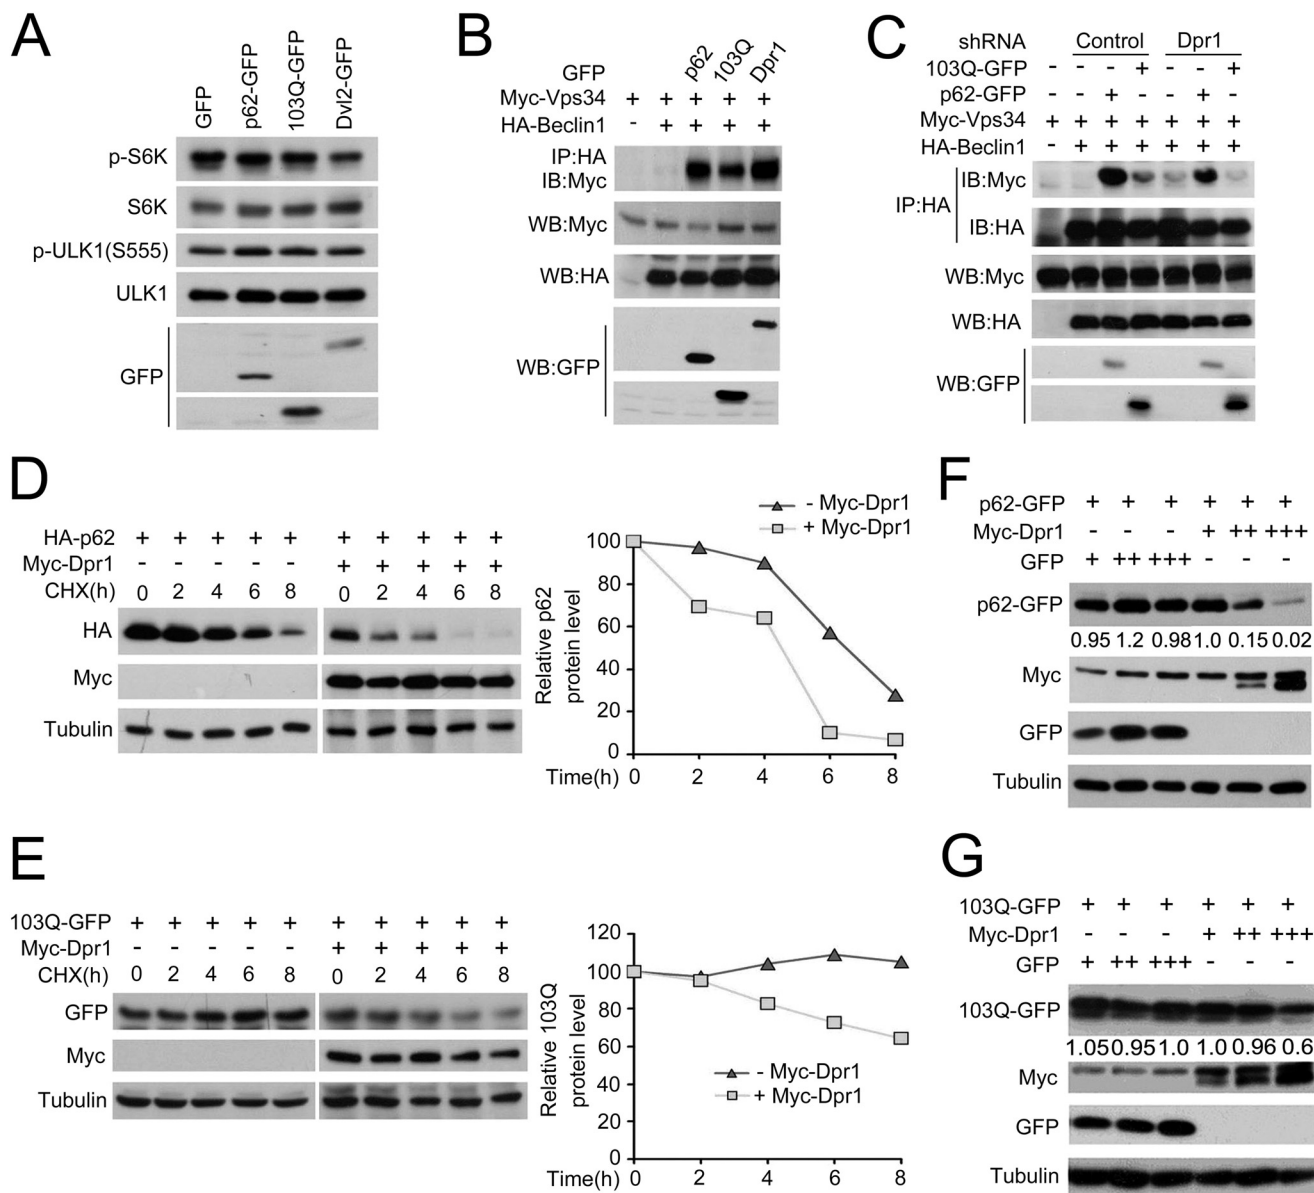 A
GFP
p62-GFP
103Q-GFP
Dvl2-GFP
p-S6K
S6K
p-ULK1(S555)
ULK1
GFP
B
GFP p62 103Q Dpr1
Myc-Vps34 + + + + +
HA-Beclin1 - + + + +
IP:HA
IB:Myc
WB:Myc
WB:HA
WB:GFP
C
shRNA Control Dpr1
103Q-GFP - - - + - - +
p62-GFP - - + - - + -
Myc-Vps34 + + + + + + +
HA-Beclin1 - + + + + + +
IP:HA
IB:Myc
IB:HA
WB:Myc
WB:HA
WB:GFP
D
HA-p62 + + + + + + + + + +
Myc-Dpr1 - - - - - + + + + +
CHX(h) 0 2 4 6 8 0 2 4 6 8
HA
Myc
Tubulin
- Myc-Dpr1
+ Myc-Dpr1
Relative p62
protein level
100
80
60
40
20
0
Time(h) 0 2 4 6 8
E
103Q-GFP + + + + + + + + + +
Myc-Dpr1 - - - - - + + + + +
CHX(h) 0 2 4 6 8 0 2 4 6 8
GFP
Myc
Tubulin
Relative 103Q
protein level
120
100
80
60
40
20
0
- Myc-Dpr1
+ Myc-Dpr1
Time(h) 0 2 4 6 8
F
p62-GFP + + + + + +
Myc-Dpr1 - - - + ++ +++
GFP + ++ +++ - - -
p62-GFP
0.95 1.2 0.98 1.0 0.15 0.02
Myc
GFP
Tubulin
G
103Q-GFP + + + + + +
Myc-Dpr1 - - - + ++ +++
GFP + ++ +++ - - -
103Q-GFP
1.05 0.95 1.0 1.0 0.96 0.6
Myc
GFP
Tubulin